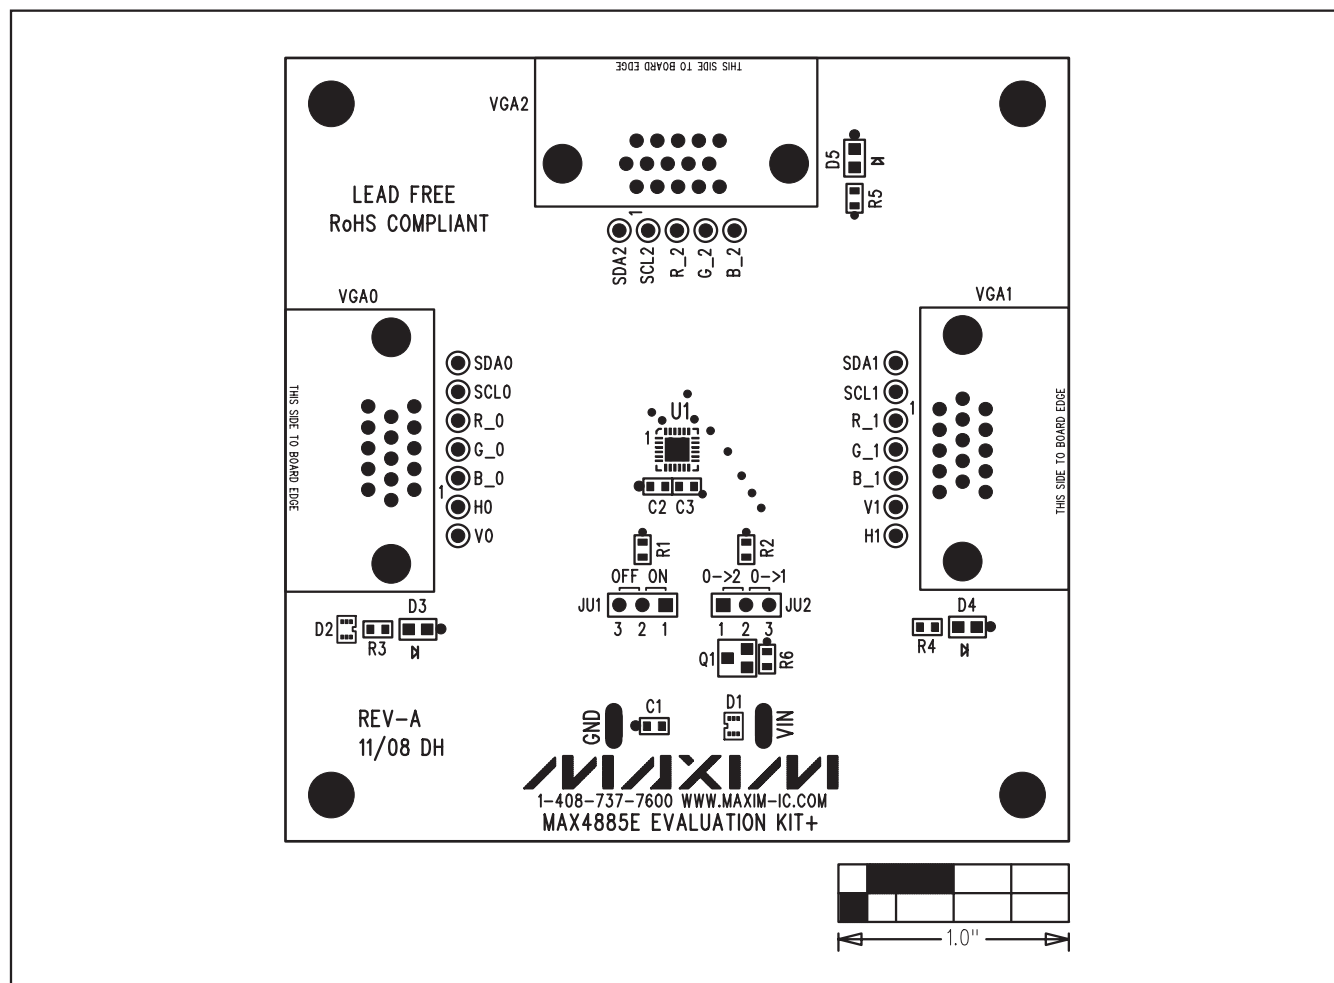 THIS SIDE TO BOARD EDGE
VGA2
D5
R5
LEAD FREE
RoHS COMPLIANT
1
SDA2
SCL2
R_2
G_2
B_2
VGA0
VGA1
THIS SIDE TO BOARD EDGE
SDA0
SCL0
R_0
G_0
B_0
1
H0
V0
U1
1
C2 C3
SDA1
SCL1
R_1
1
G_1
B_1
V1
H1
THIS SIDE TO BOARD EDGE
R1
R2
OFF ON
0->2 0->1
JU1
JU2
3 2 1
1 2 3
D2
R3
D3
D4
R4
Q1
R6
REV-A
11/08 DH
GND
C1
D1
VIN
MAXIM
1-408-737-7600 WWW.MAXIM-IC.COM
MAX4885E EVALUATION KIT+
1.0"